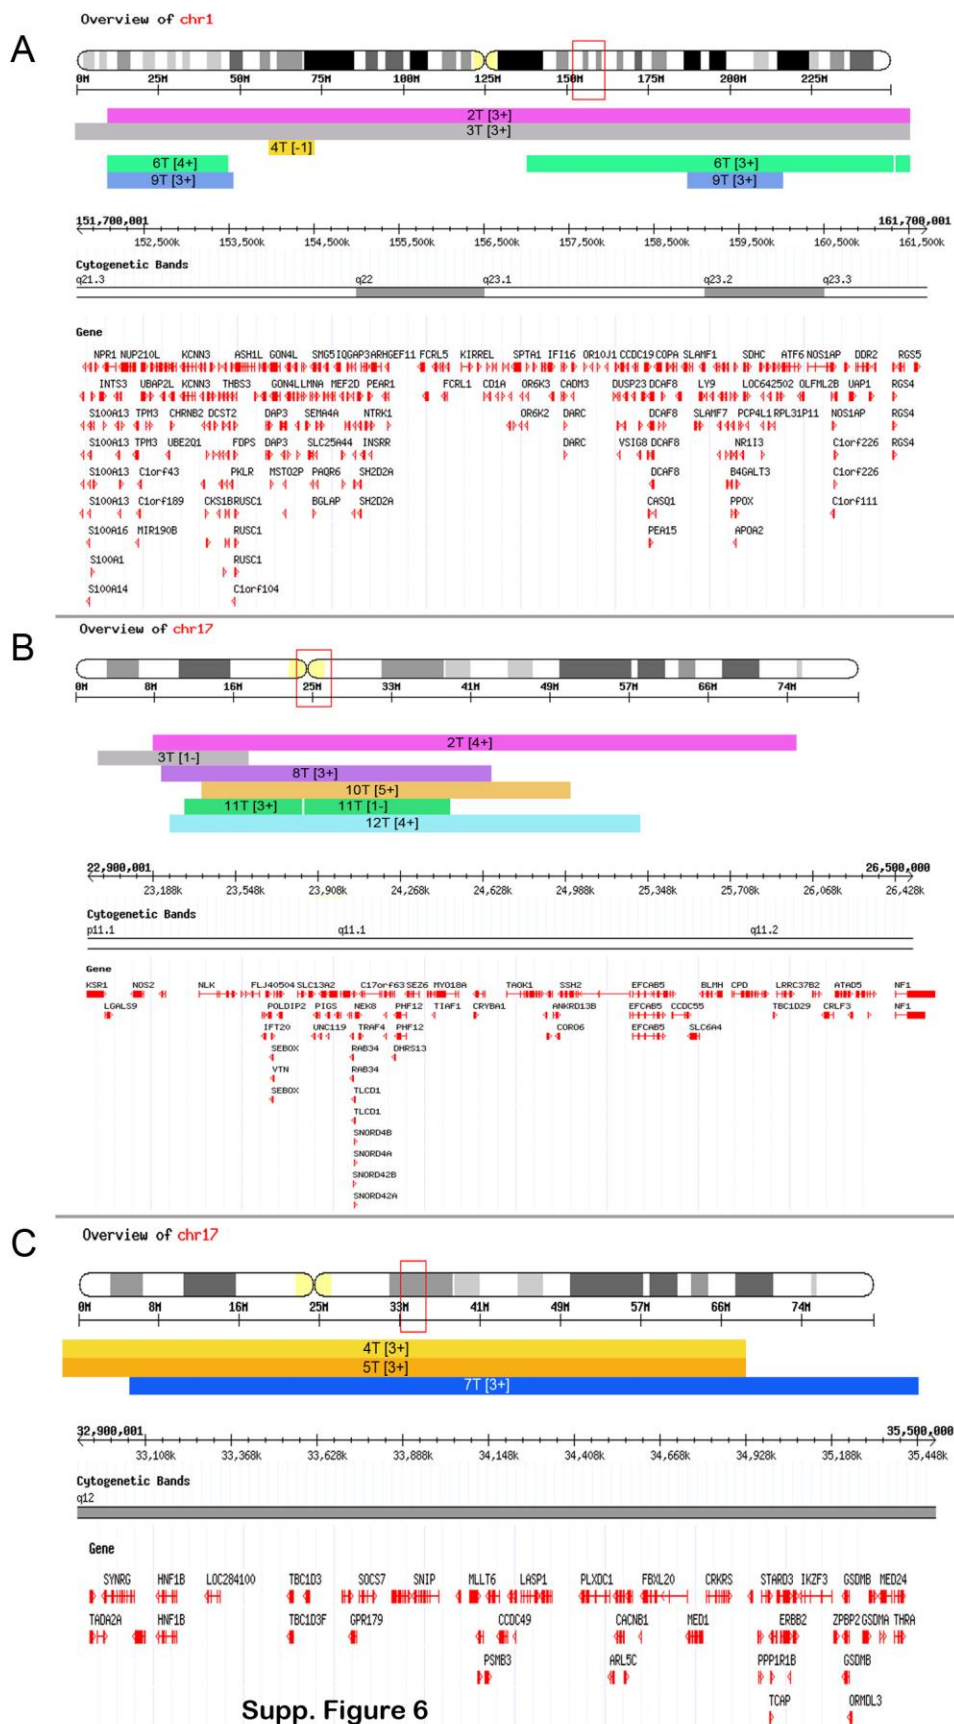 Overview of chr1
A
0M 25M 50M 75M 100M 125M 150M 175M 200M 225M
2T [3+]
3T [3+]
4T [-1]
6T [4+] 6T [3+]
9T [3+] 9T [3+]
151,700,001 161,700,001
152,500k 153,500k 154,500k 155,500k 156,500k 157,500k 158,500k 159,500k 160,500k 161,500k
Cytogenetic Bands
q21.3 q22 q23.1 q23.2 q23.3
Gene
NPR1 NUP210L KCNN3 ASH1L GON4L SMG5 IQGAP3 ARHGEF11 FCRL5 KIRREL SPTA1 IFI16 OR10J1 CCDC19 COPA SLAMF1 SDHC ATF6 NOS1AP DDR2 RGS5
INTS3 UBAP2L KCNN3 THBS3 GON4L LMNA MEF2D PEAR1 FCRL1 CD1A OR6K3 CADM3 DUSP23 DCAF8 LY9 LOC642502 OLFML2B UAP1 RGS4
S100A13 TPM3 CHRNB2 DCST2 DAP3 SEMA4A NTRK1 OR6K2 DARC DCAF8 SLAMF7 PCP4L1 RPL31P11 NOS1AP RGS4
S100A13 TPM3 UBE2Q1 FDPS DAP3 SLC25A44 INSRR DARC VSIG8 DCAF8 NR1I3 C1orf226 RGS4
S100A13 C1orf43 PKLR MSTO2P PAQR6 SH2D2A DCAF8 B4GALT3 C1orf226
S100A13 C1orf189 CKS1B RUSC1 BGLAP SH2D2A CASQ1 PPOX C1orf111
S100A16 MIR190B RUSC1 PEA15 APOA2
S100A1 RUSC1
S100A14 C1orf104
Overview of chr17
B
0M 8M 16M 25M 33M 41M 49M 57M 66M 74M
2T [4+]
3T [1-]
8T [3+]
10T [5+]
11T [3+] 11T [1-]
12T [4+]
22,900,001 26,500,000
23,188k 23,548k 23,908k 24,268k 24,628k 24,988k 25,348k 25,708k 26,068k 26,428k
Cytogenetic Bands
p11.1 q11.1 q11.2
Gene
KSR1 NOS2 NLK FLJ40504 SLC13A2 C17orf63 SEZ6 MYO18A TAOK1 SSH2 EFCAB5 BLMH CPD LRRC37B2 ATAD5 NF1
LGALS9 POLDIP2 PIGS NEK8 PHF12 TIAF1 CRYBA1 ANKRD13B EFCAB5 CCDC55 TBC1D29 CRLF3 NF1
IFT20 UNC119 TRAF4 PHF12 CORO6 EFCAB5 SLC6A4
SEBOX RAB34 DHRS13
VTN RAB34
SEBOX TLCD1
TLCD1
SNORD4B
SNORD4A
SNORD42B
SNORD42A
C
Overview of chr17
0M 8M 16M 25M 33M 41M 49M 57M 66M 74M
4T [3+]
5T [3+]
7T [3+]
32,900,001 35,500,000
33,108k 33,368k 33,628k 33,888k 34,148k 34,408k 34,668k 34,928k 35,188k 35,448k
Cytogenetic Bands
q12
Gene
SYNRG HNF1B LOC284100 TBC1D3 SOCS7 SNIP MLLT6 LASP1 PLXDC1 FBXL20 CRKRS STARD3 IKZF3 GSDMB MED24
TADA2A HNF1B TBC1D3F GPR179 CCDC49 CACNB1 MED1 ERBB2 ZPBP2 GSDMA THRA
PSMB3 ARL5C PPP1R1B GSDMB
TCAP ORMDL3
Supp. Figure 6